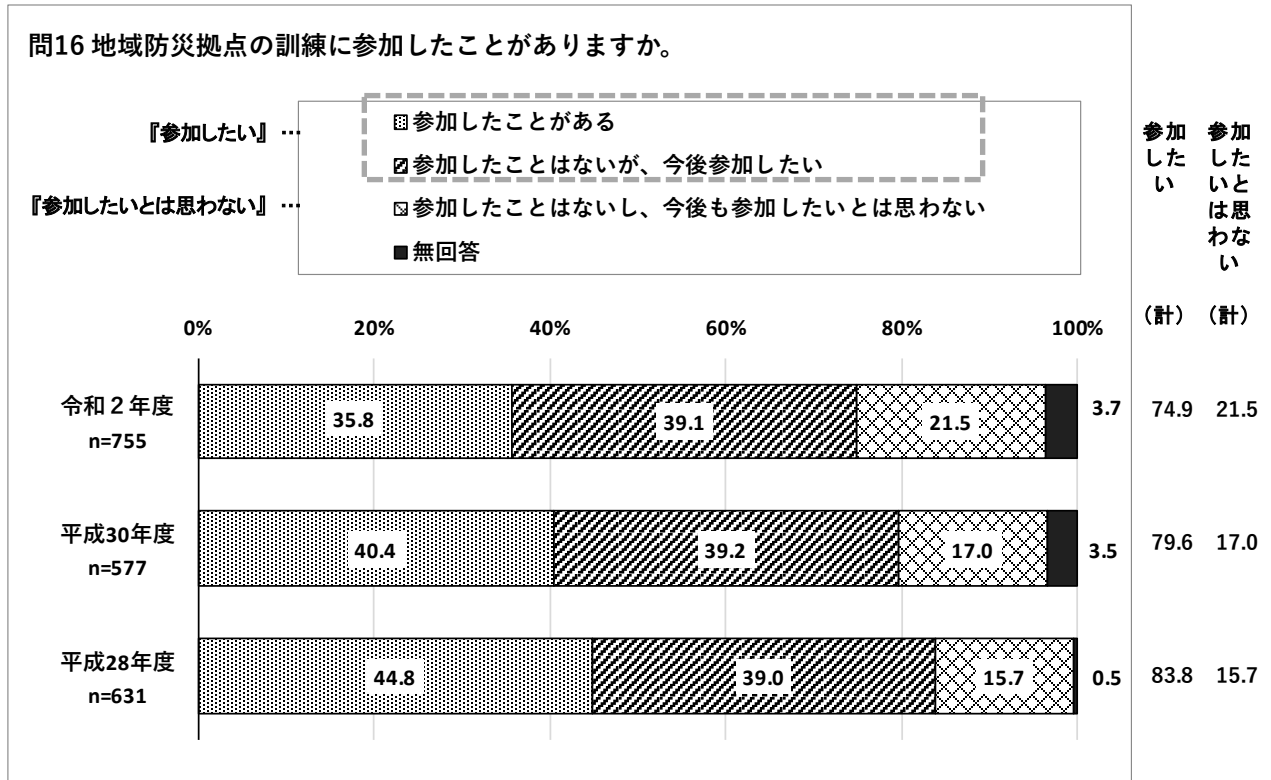 問16 地域防災拠点の訓練に参加したことがありますか。
『参加したい』 …
参加したことがある
参加したことはないが、今後参加したい
『参加したいとは思わない』 …
参加したことはないし、今後も参加したいとは思わない
無回答
参加したい
（計）
参加したいとは思わない
（計）
0% 20% 40% 60% 80% 100%
令和２年度
n=755
35.8 39.1 21.5 3.7 74.9 21.5
平成30年度
n=577
40.4 39.2 17.0 3.5 79.6 17.0
平成28年度
n=631
44.8 39.0 15.7 0.5 83.8 15.7